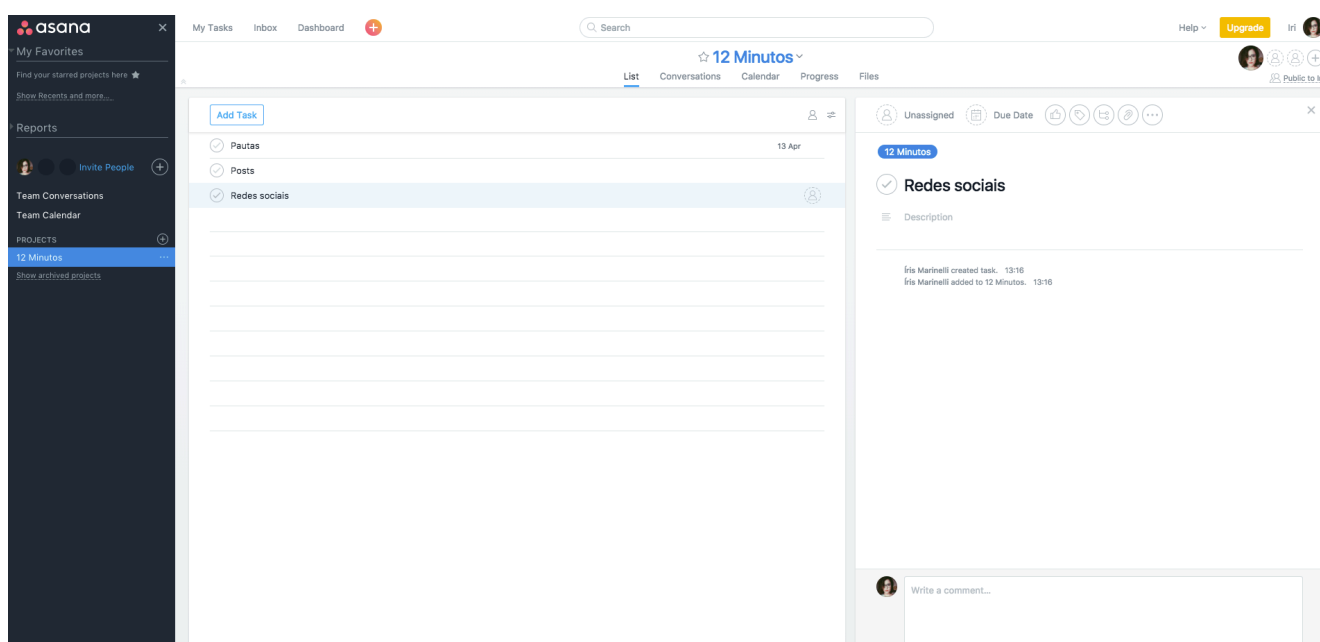 asana
My Tasks Inbox Dashboard
Search
Help
Upgrade
Iri
My Favorites
Find your starred projects here
Show Recents and more...
Reports
Invite People
Team Conversations
Team Calendar
PROJECTS
12 Minutos
Show archived projects
12 Minutos
List Conversations Calendar Progress Files
Public to
Add Task
Pautas 13 Apr
Posts
Redes sociais
Unassigned Due Date
12 Minutos
Redes sociais
Description
Íris Marinelli created task. 13:16
Íris Marinelli added to 12 Minutos. 13:16
Write a comment...